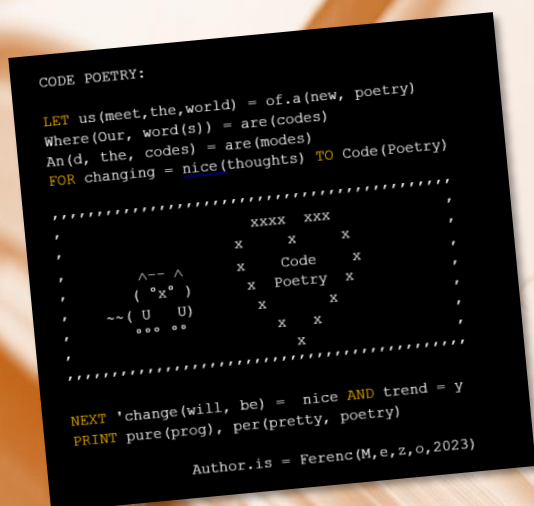 CODE POETRY:
LET us(meet,the,world) = of.a(new, poetry)
Where(Our, word(s)) = are(codes)
An(d, the, codes) = are(modes)
FOR changing = nice(thoughts) TO Code(Poetry)
,,,,,,,,,,,,,,,,,,,,,,,,,,,,,,,,,,,,,,,,,,,,,
, xxxx xxx ,
, x x x ,
, ^-- ^ x Code x ,
, ( °x° ) x Poetry x ,
, ~~( U U) x x ,
, °°° °° x x ,
, x ,
,,,,,,,,,,,,,,,,,,,,,,,,,,,,,,,,,,,,,,,,,,,,,
NEXT 'change(will, be) = nice AND trend = y
PRINT pure(prog), per(pretty, poetry)
Author.is = Ferenc(M,e,z,o,2023)